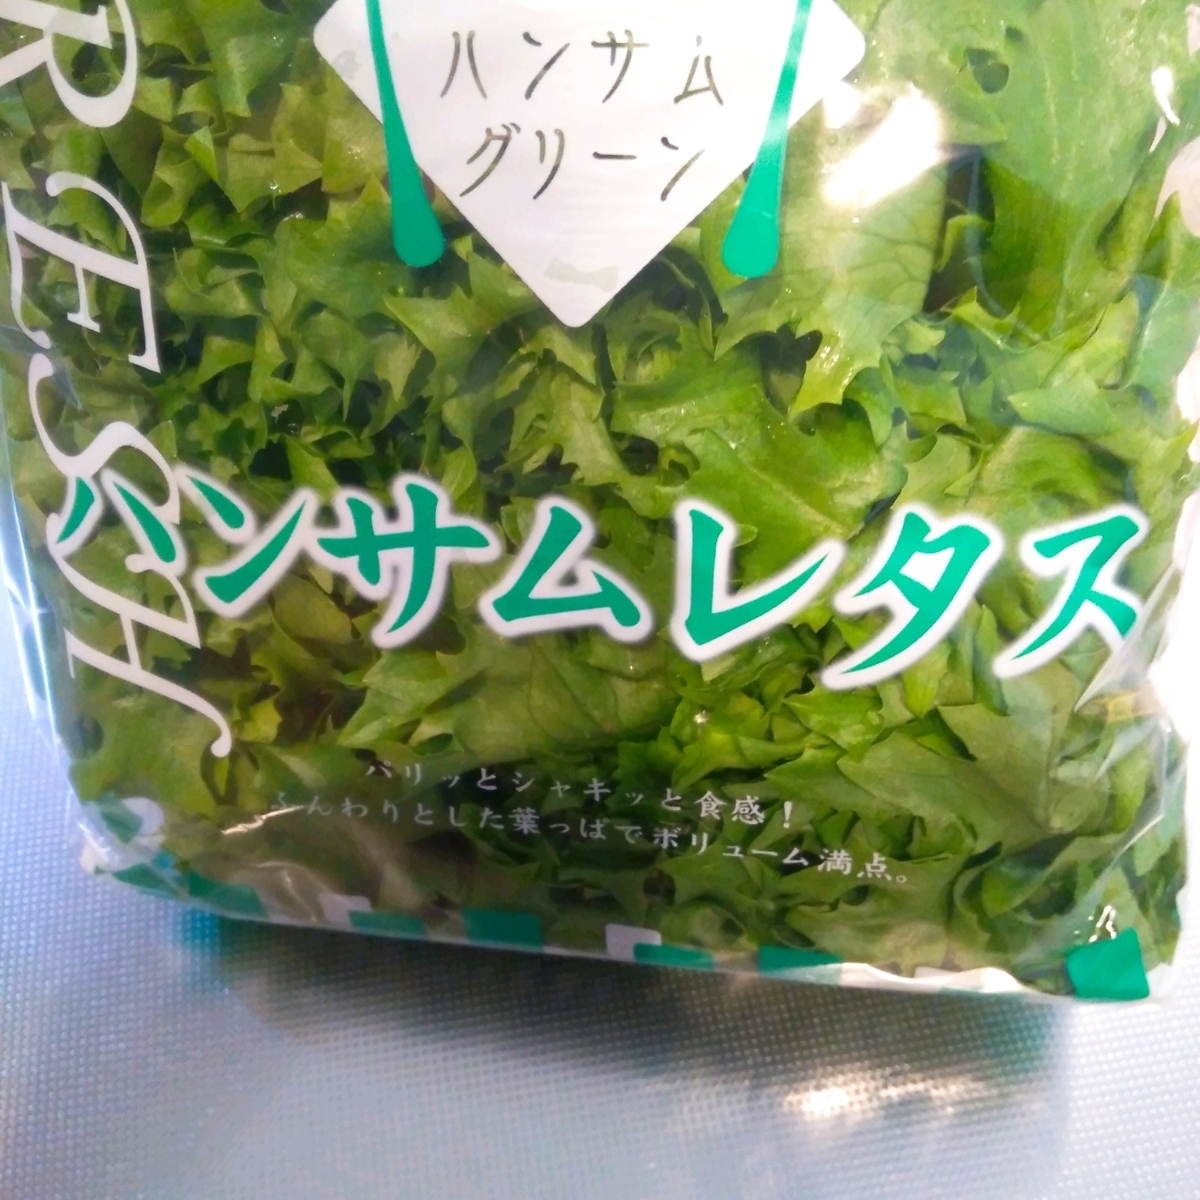 ハンサム
グリーン
RESH
ハンサムレタス
パリッとシャキッと食感！
ふんわりとした葉っぱでボリューム満点。